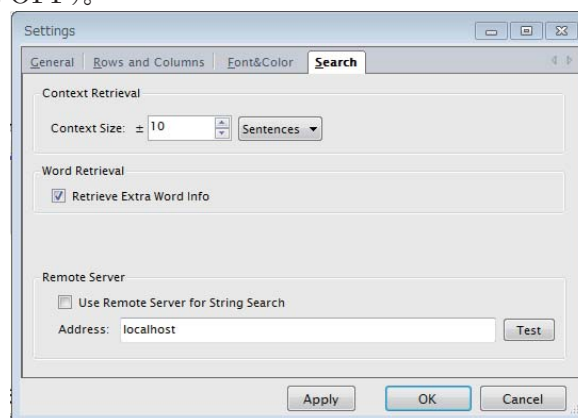 OFF)。
Settings
General Rows and Columns Font&Color Search
Context Retrieval
Context Size: ± 10 Sentences
Word Retrieval
Retrieve Extra Word Info
Remote Server
Use Remote Server for String Search
Address: localhost Test
Apply OK Cancel